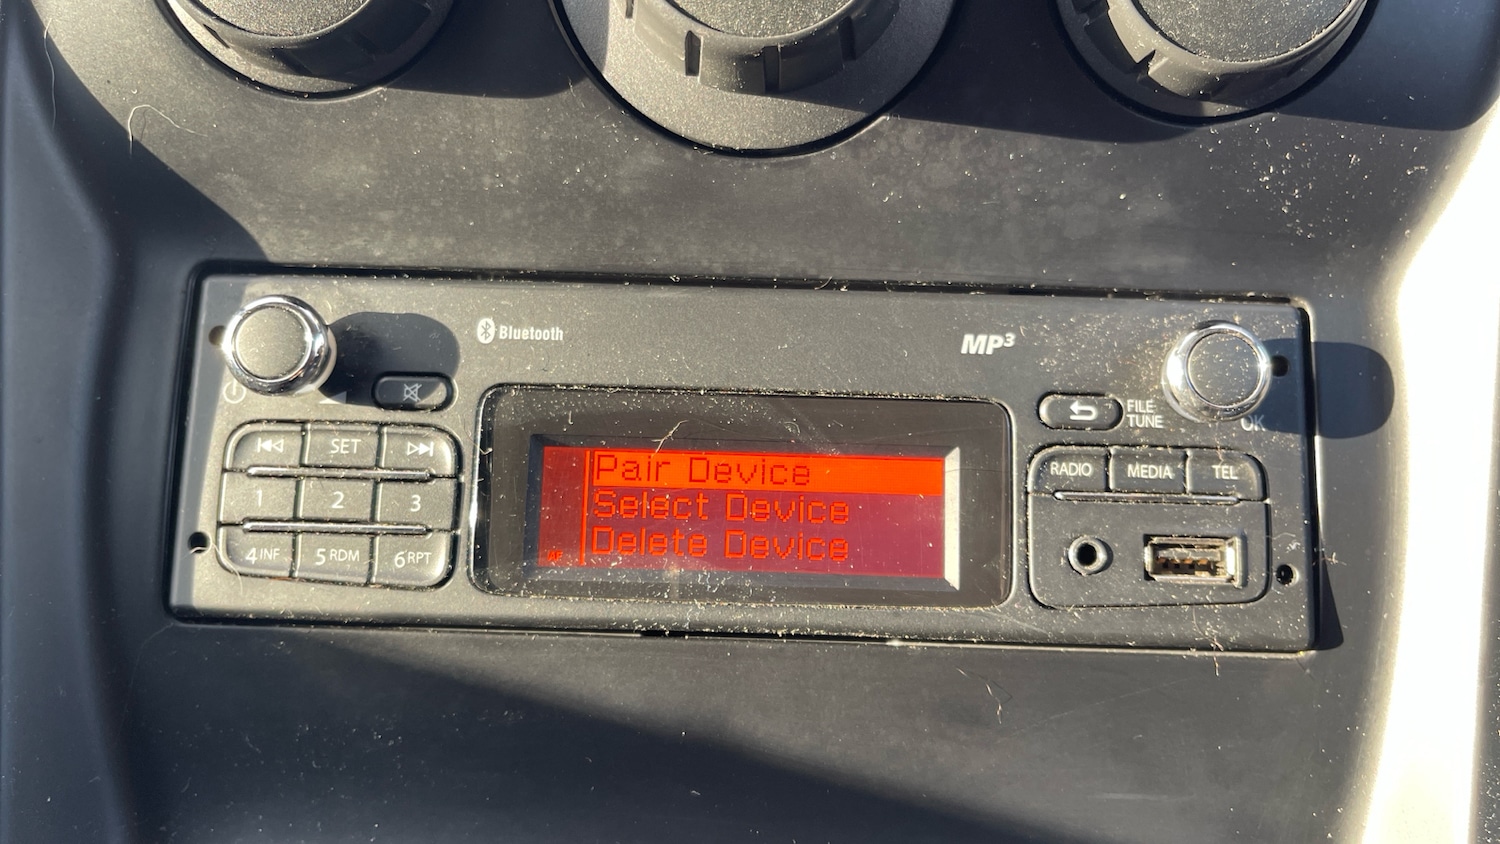 Bluetooth
MP3
FILE
TUNE
OK
SET
RADIO
MEDIA
TEL
1
2
3
4 INF
5 RDM
6 RPT
Pair Device
Select Device
Delete Device
AF